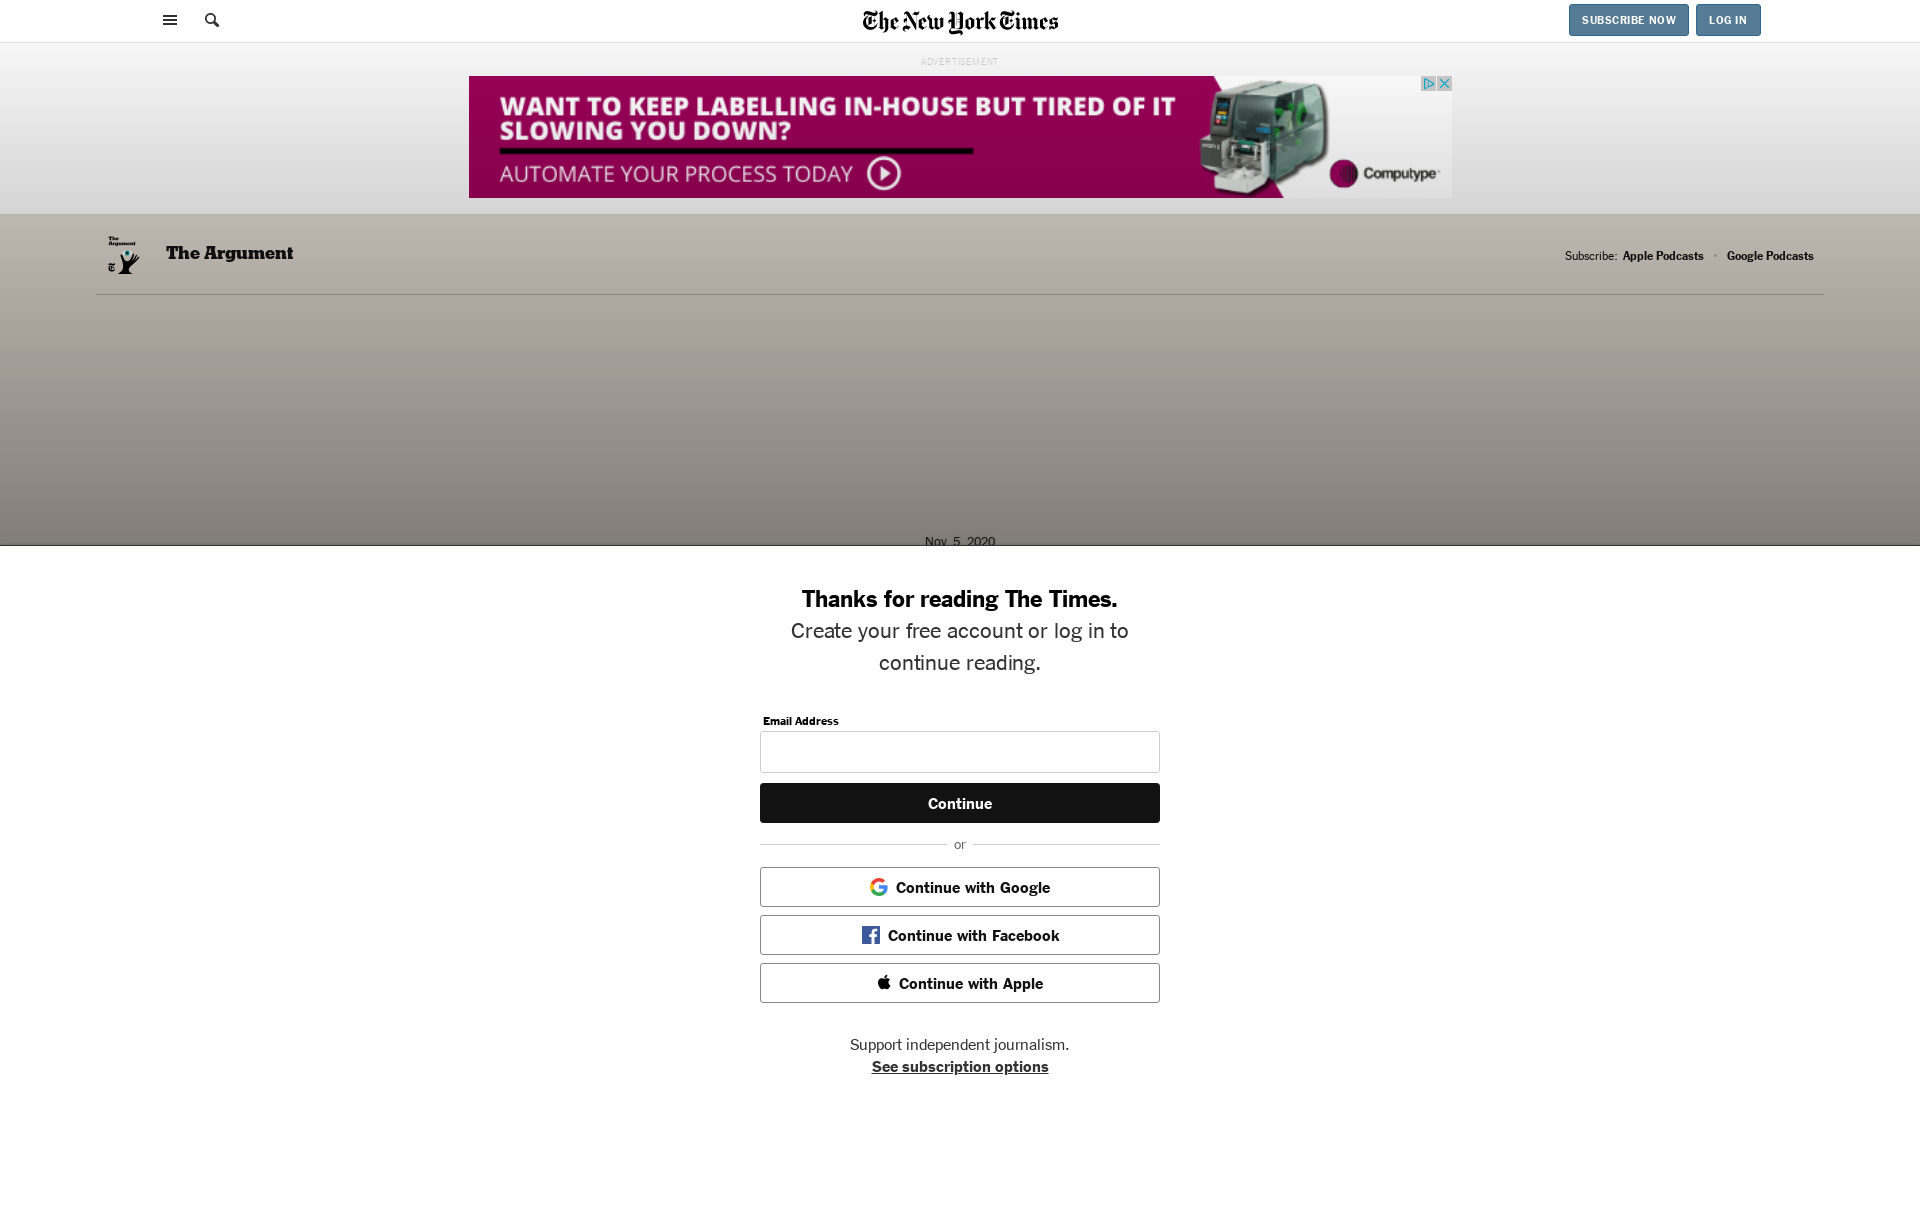 The New York Times
SUBSCRIBE NOW
LOG IN
ADVERTISEMENT
WANT TO KEEP LABELLING IN-HOUSE BUT TIRED OF IT
SLOWING YOU DOWN?
AUTOMATE YOUR PROCESS TODAY
Computype
The
Argument
The Argument
Subscribe: Apple Podcasts • Google Podcasts
Nov. 5, 2020
Thanks for reading The Times.
Create your free account or log in to
continue reading.
Email Address
Continue
or
Continue with Google
Continue with Facebook
Continue with Apple
Support independent journalism.
See subscription options